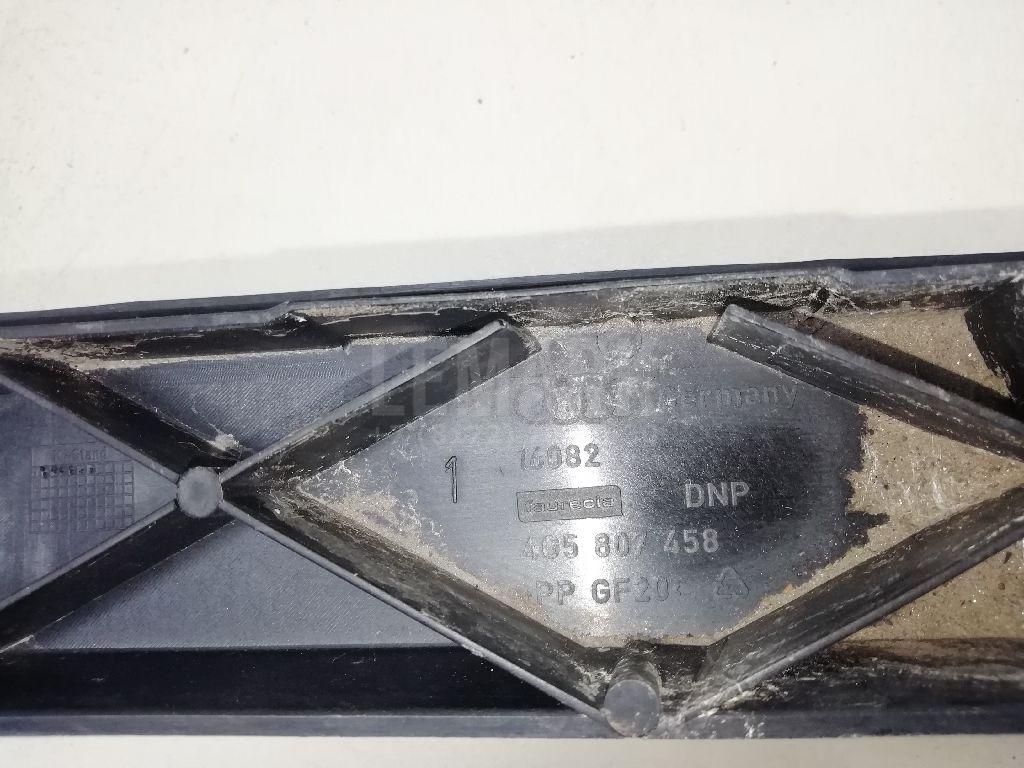 Germany
1
16082
faurecia
DNP
4G5 807 458
>PP GF20<